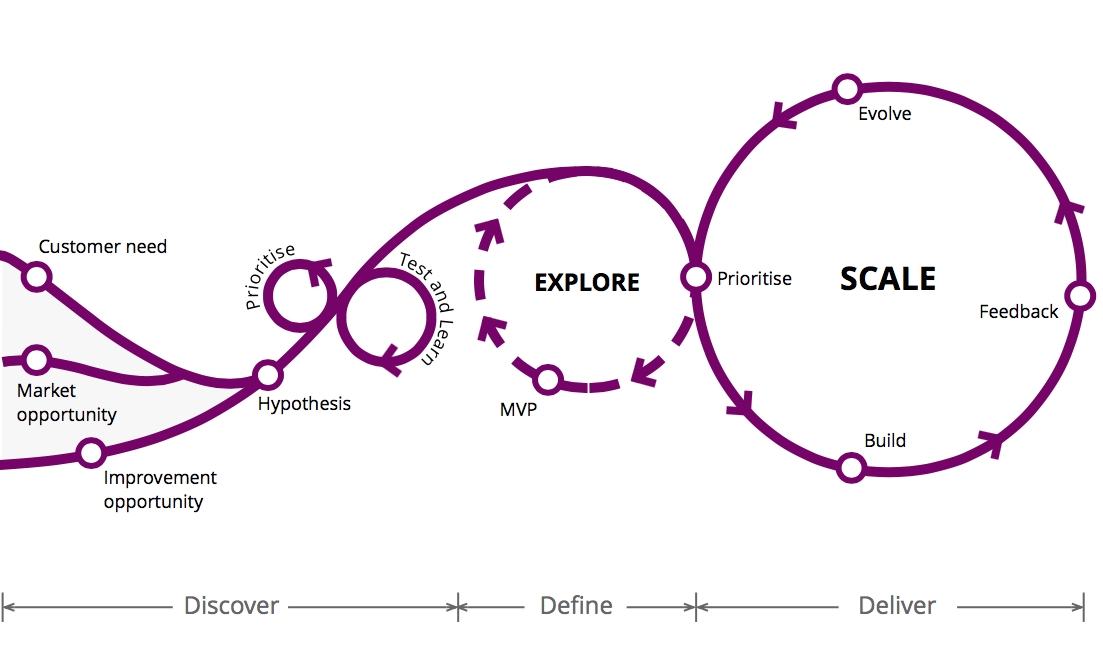 Customer need
Market
opportunity
Improvement
opportunity
Hypothesis
Prioritise
Test and Learn
EXPLORE
MVP
Prioritise
SCALE
Evolve
Feedback
Build
Discover
Define
Deliver